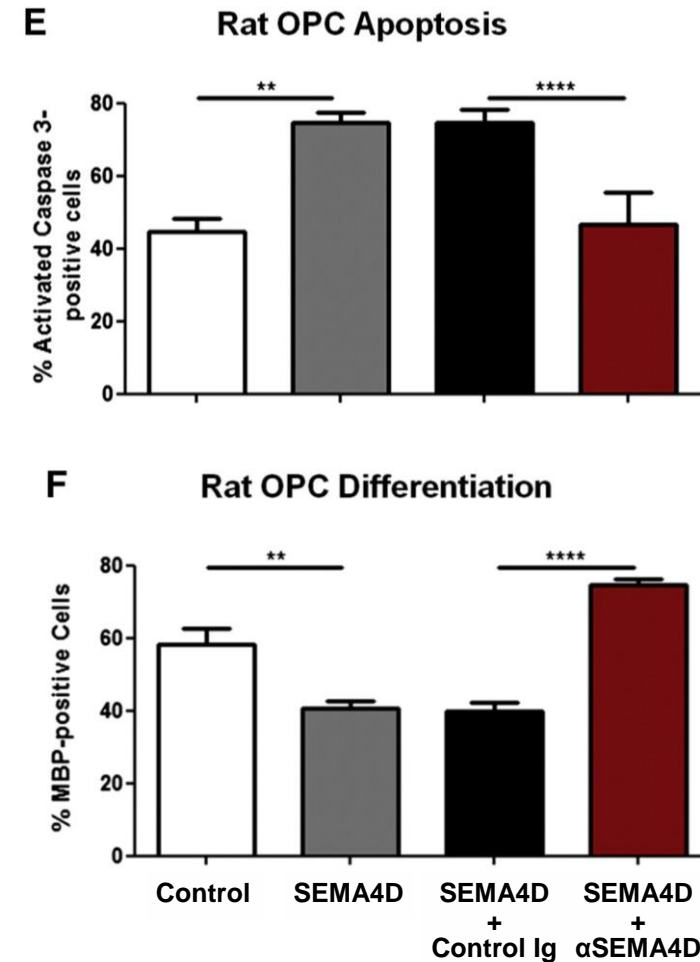 E
Rat OPC Apoptosis
% Activated Caspase 3-
positive cells
80
60
40
20
0
**
****
F
Rat OPC Differentiation
% MBP-positive Cells
80
60
40
20
0
**
****
Control
SEMA4D
SEMA4D
+
Control Ig
SEMA4D
+
αSEMA4D